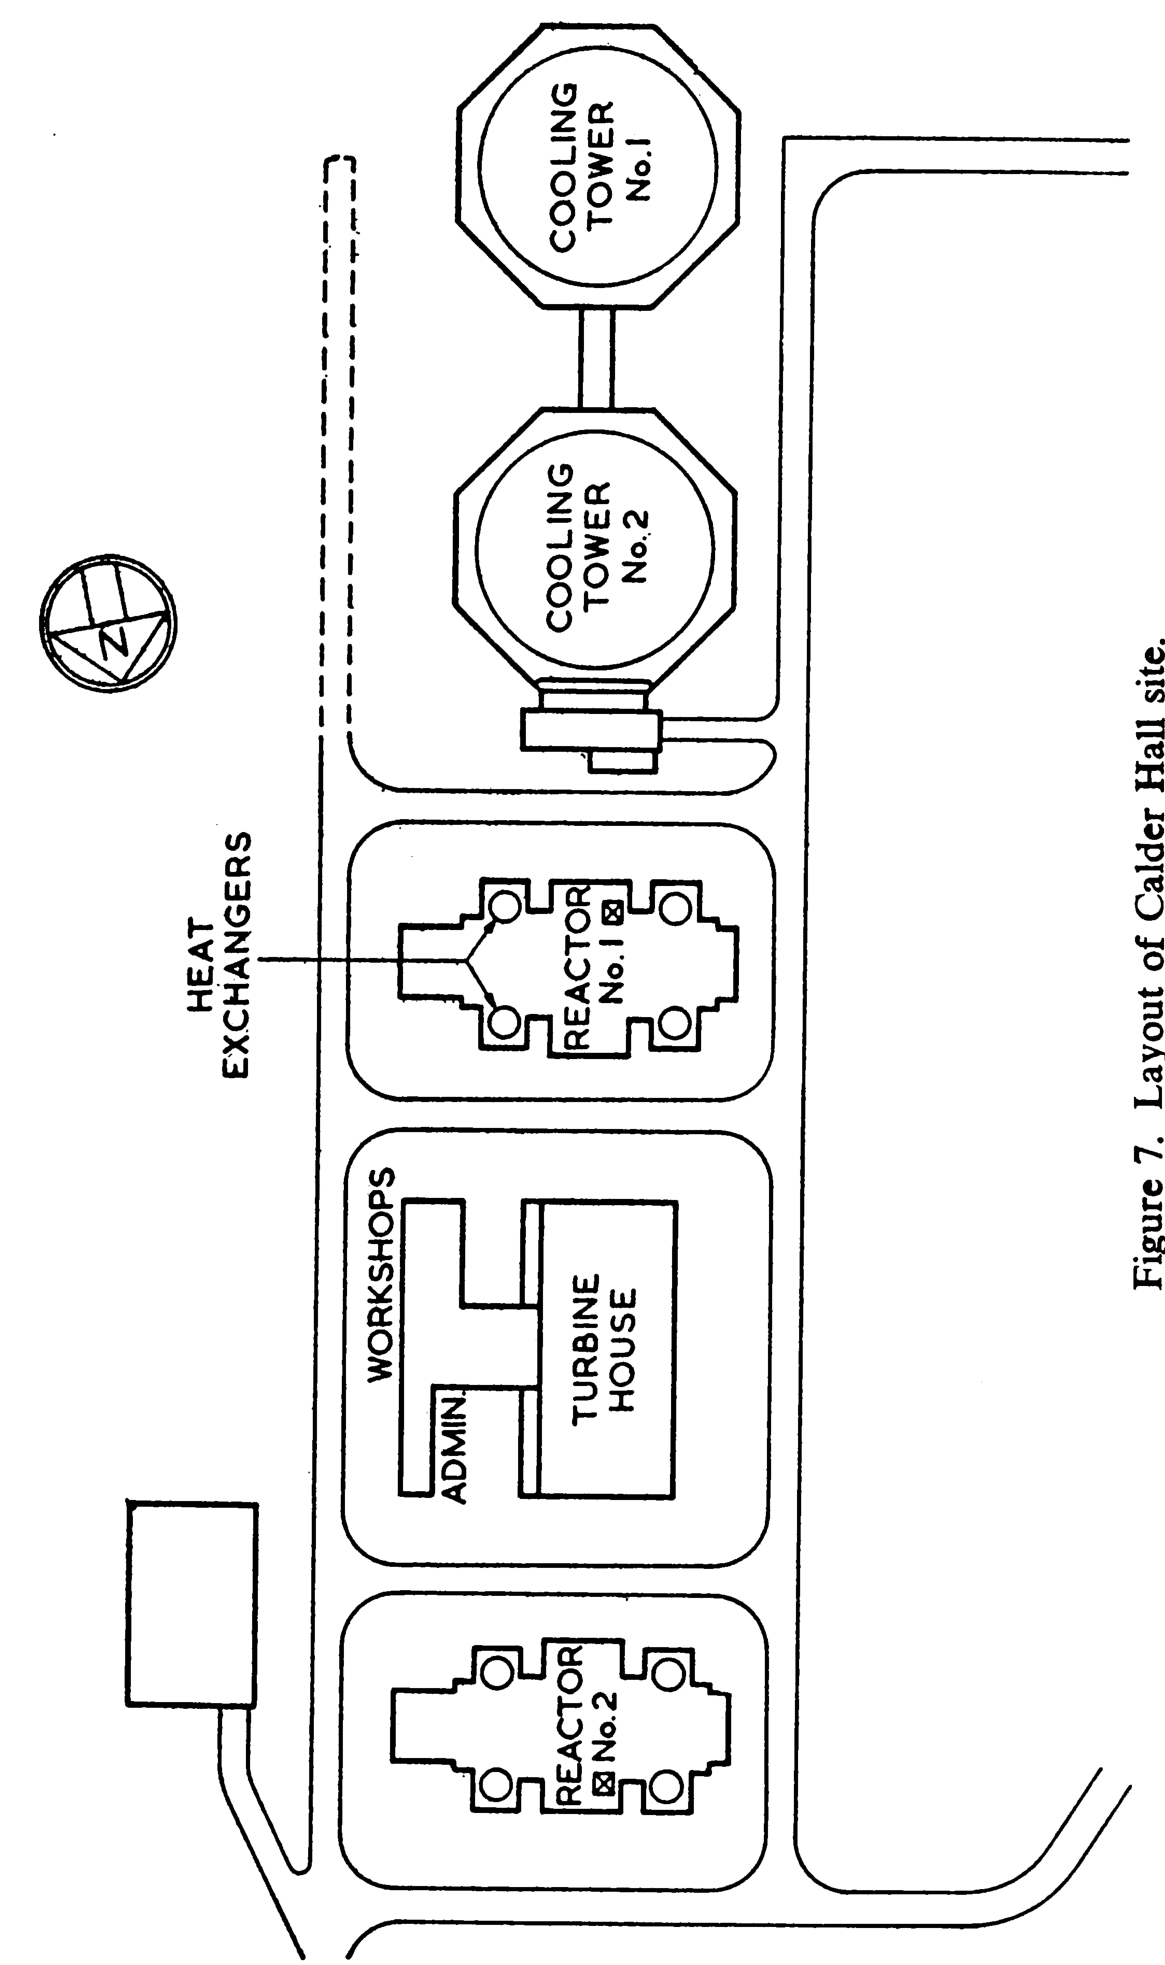 N
HEAT
EXCHANGERS
REACTOR
No.2
ADMIN.
WORKSHOPS
TURBINE
HOUSE
REACTOR
No.1
COOLING
TOWER
No.2
COOLING
TOWER
No.1
Figure 7. Layout of Calder Hall site.